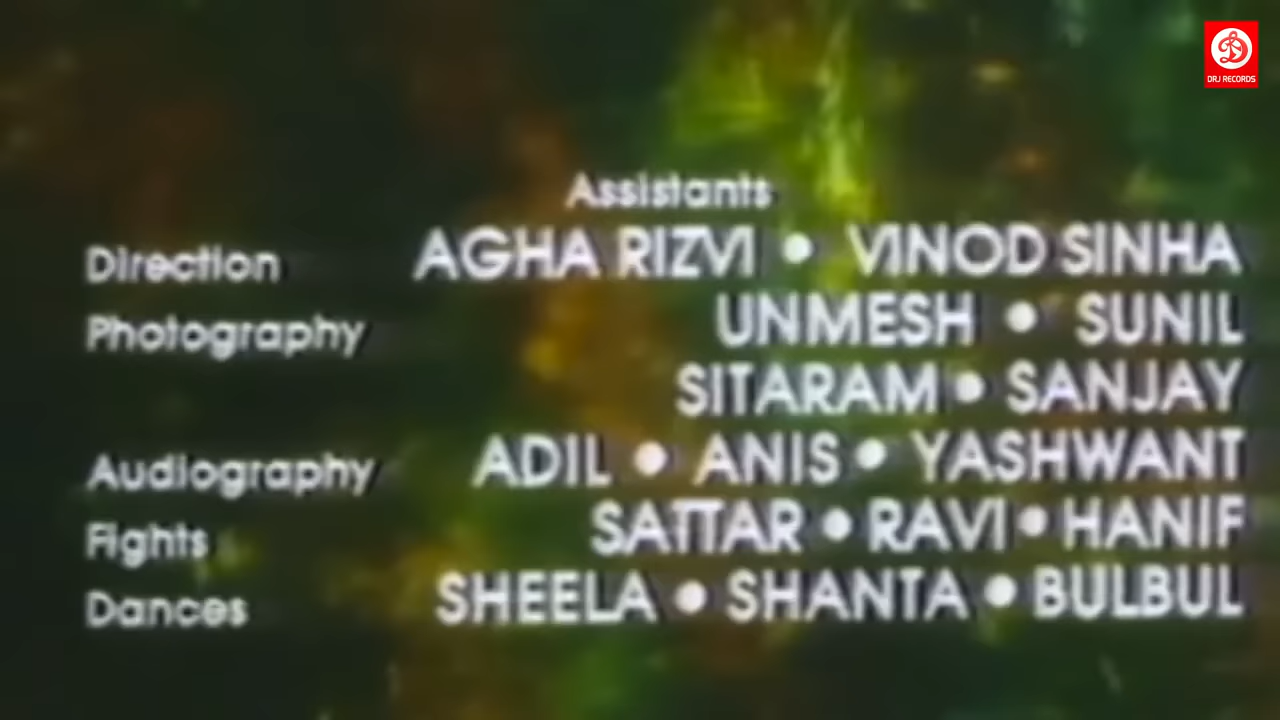 DRJ RECORDS
Assistants
Direction AGHA RIZVI • VINOD SINHA
Photography UNMESH • SUNIL
SITARAM • SANJAY
Audiography ADIL • ANIS • YASHWANT
Fights SATTAR • RAVI • HANIF
Dances SHEELA • SHANTA • BULBUL